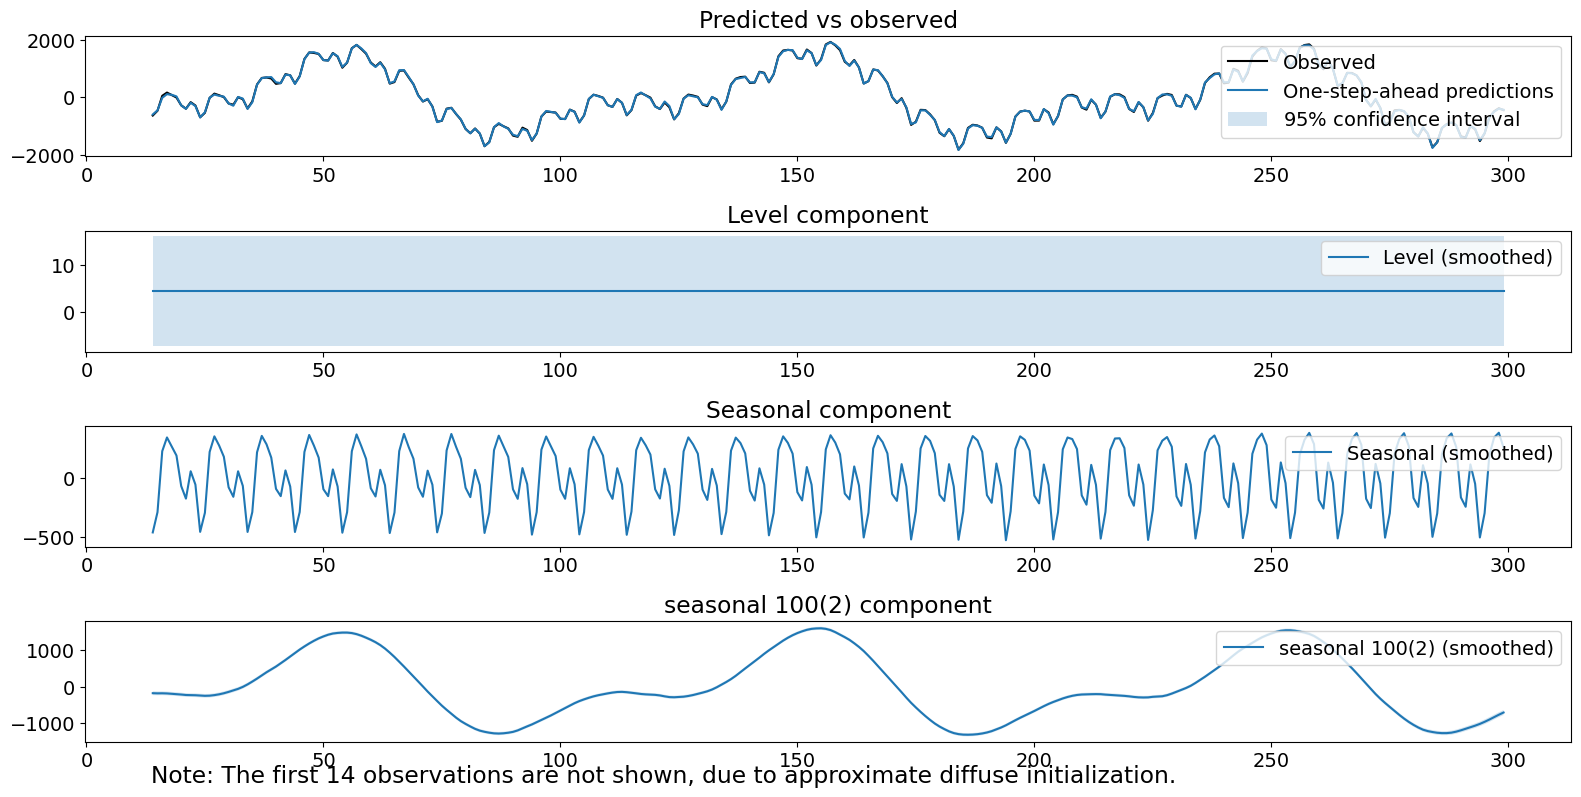 Predicted vs observed
2000
0
−2000
Observed
One-step-ahead predictions
95% confidence interval
0 50 100 150 200 250 300
Level component
10
0
Level (smoothed)
0 50 100 150 200 250 300
Seasonal component
0
−500
Seasonal (smoothed)
0 50 100 150 200 250 300
seasonal 100(2) component
1000
0
−1000
seasonal 100(2) (smoothed)
0 50 100 150 200 250 300
Note: The first 14 observations are not shown, due to approximate diffuse initialization.